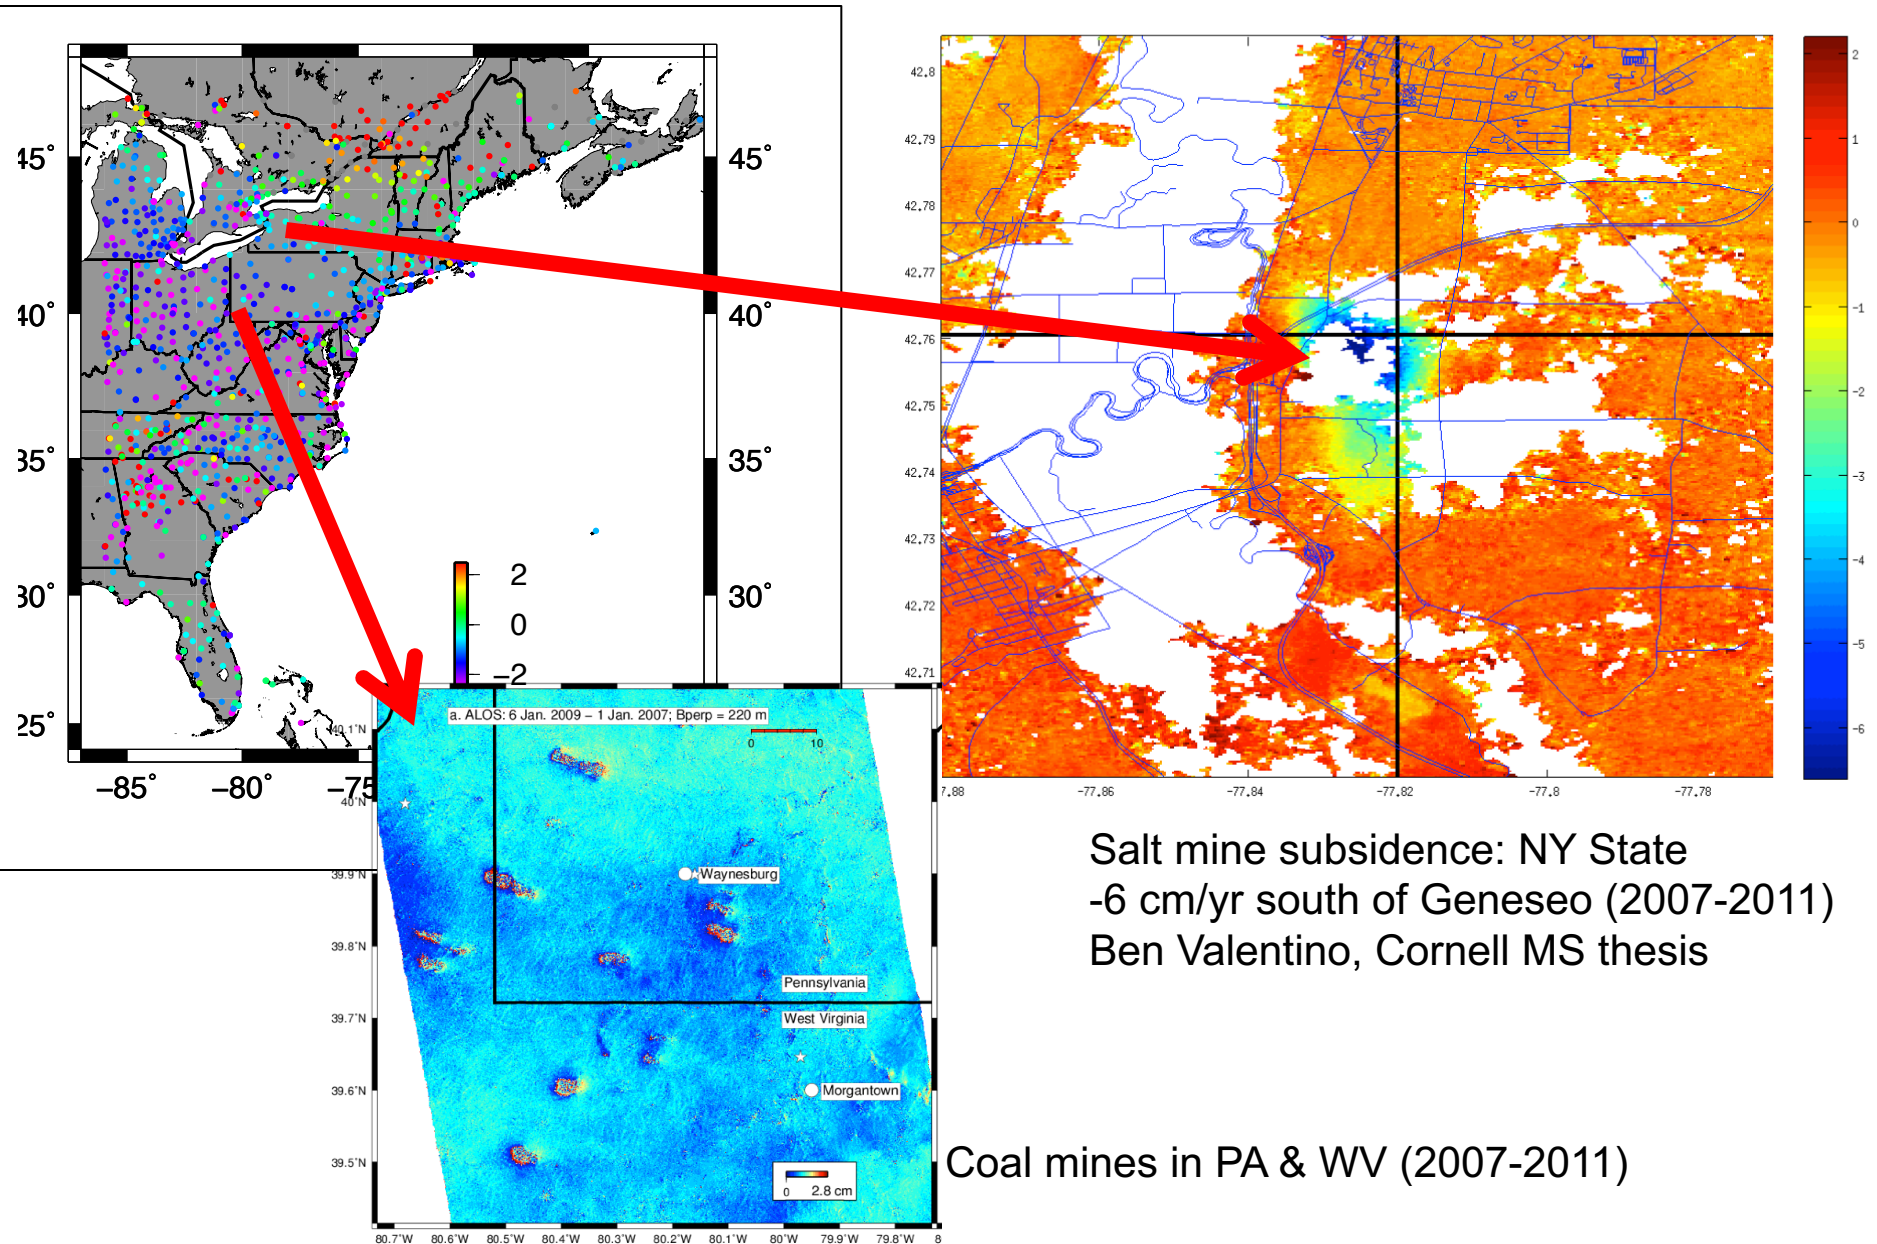 15°
40°
35°
30°
25°
45°
40°
35°
30°
−85°
−80°
−75
2
0
−2
42.8
42.79
42.78
42.77
42.76
42.75
42.74
42.73
42.72
42.71
7.88
-77.86
-77.84
-77.82
-77.8
-77.78
2
1
0
-1
-2
-3
-4
-5
-6
Salt mine subsidence: NY State
-6 cm/yr south of Geneseo (2007-2011)
Ben Valentino, Cornell MS thesis
a. ALOS: 6 Jan. 2009 − 1 Jan. 2007; Bperp = 220 m
0 10
40.1˚N
40˚N
39.9˚N
39.8˚N
39.7˚N
39.6˚N
39.5˚N
Waynesburg
Pennsylvania
West Virginia
Morgantown
0 2.8 cm
80.7˚W 80.6˚W 80.5˚W 80.4˚W 80.3˚W 80.2˚W 80.1˚W 80˚W 79.9˚W 79.8˚W 8
Coal mines in PA & WV (2007-2011)